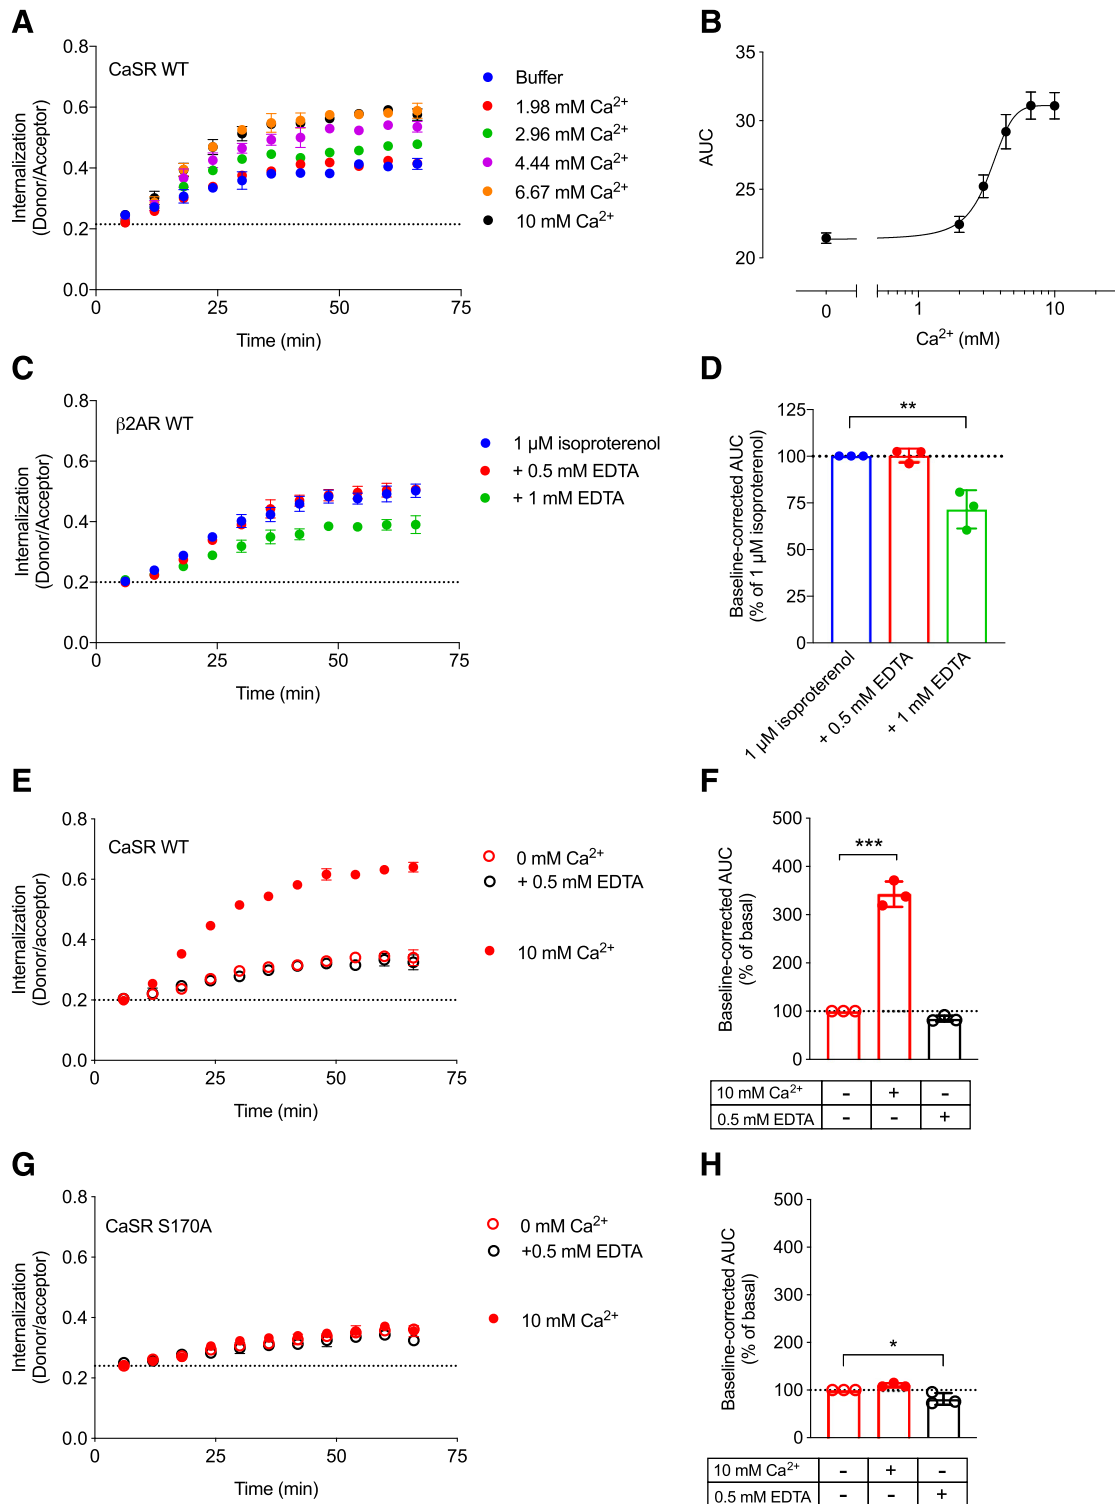 A
CaSR WT
0.8
0.6
0.4
0.2
0.0
0
25
50
75
Internalization
(Donor/Acceptor)
Time (min)
Buffer
1.98 mM Ca²⁺
2.96 mM Ca²⁺
4.44 mM Ca²⁺
6.67 mM Ca²⁺
10 mM Ca²⁺
B
35
30
25
20
AUC
0
1
10
Ca²⁺ (mM)
C
β2AR WT
0.8
0.6
0.4
0.2
0.0
0
25
50
75
Internalization
(Donor/Acceptor)
Time (min)
1 µM isoproterenol
+ 0.5 mM EDTA
+ 1 mM EDTA
D
**
125
100
75
50
25
0
Baseline-corrected AUC
(% of 1 µM isoproterenol)
1 µM isoproterenol
+ 0.5 mM EDTA
+ 1 mM EDTA
E
CaSR WT
0.8
0.6
0.4
0.2
0.0
0
25
50
75
Internalization
(Donor/acceptor)
Time (min)
0 mM Ca²⁺
+ 0.5 mM EDTA
10 mM Ca²⁺
F
***
500
400
300
200
100
0
Baseline-corrected AUC
(% of basal)
10 mM Ca²⁺ - + -
0.5 mM EDTA - - +
G
CaSR S170A
0.8
0.6
0.4
0.2
0.0
0
25
50
75
Internalization
(Donor/acceptor)
Time (min)
0 mM Ca²⁺
+0.5 mM EDTA
10 mM Ca²⁺
H
*
500
400
300
200
100
0
Baseline-corrected AUC
(% of basal)
10 mM Ca²⁺ - + -
0.5 mM EDTA - - +